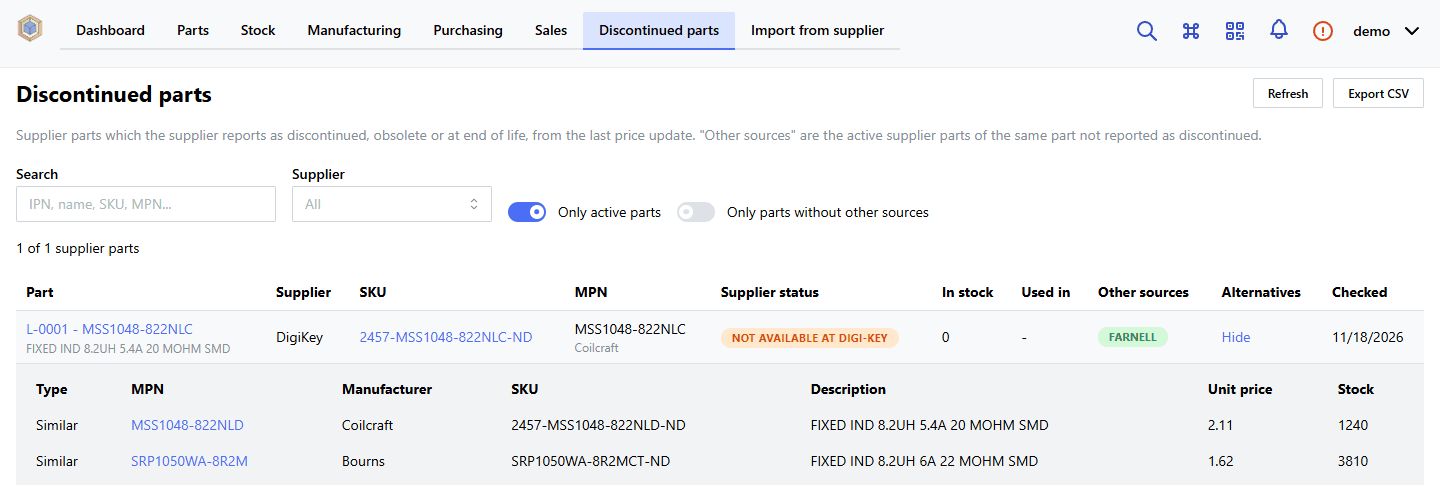 Dashboard Parts Stock Manufacturing Purchasing Sales Discontinued parts Import from supplier demo
Discontinued parts Refresh Export CSV
Supplier parts which the supplier reports as discontinued, obsolete or at end of life, from the last price update. "Other sources" are the active supplier parts of the same part not reported as discontinued.
Search Supplier
IPN, name, SKU, MPN... All Only active parts Only parts without other sources
1 of 1 supplier parts
Part Supplier SKU MPN Supplier status In stock Used in Other sources Alternatives Checked
L-0001 - MSS1048-822NLC DigiKey 2457-MSS1048-822NLC-ND MSS1048-822NLC NOT AVAILABLE AT DIGI-KEY 0 - FARNELL Hide 11/18/2026
FIXED IND 8.2UH 5.4A 20 MOHM SMD Coilcraft
Type MPN Manufacturer SKU Description Unit price Stock
Similar MSS1048-822NLD Coilcraft 2457-MSS1048-822NLD-ND FIXED IND 8.2UH 5.4A 20 MOHM SMD 2.11 1240
Similar SRP1050WA-8R2M Bourns SRP1050WA-8R2MCT-ND FIXED IND 8.2UH 6A 22 MOHM SMD 1.62 3810